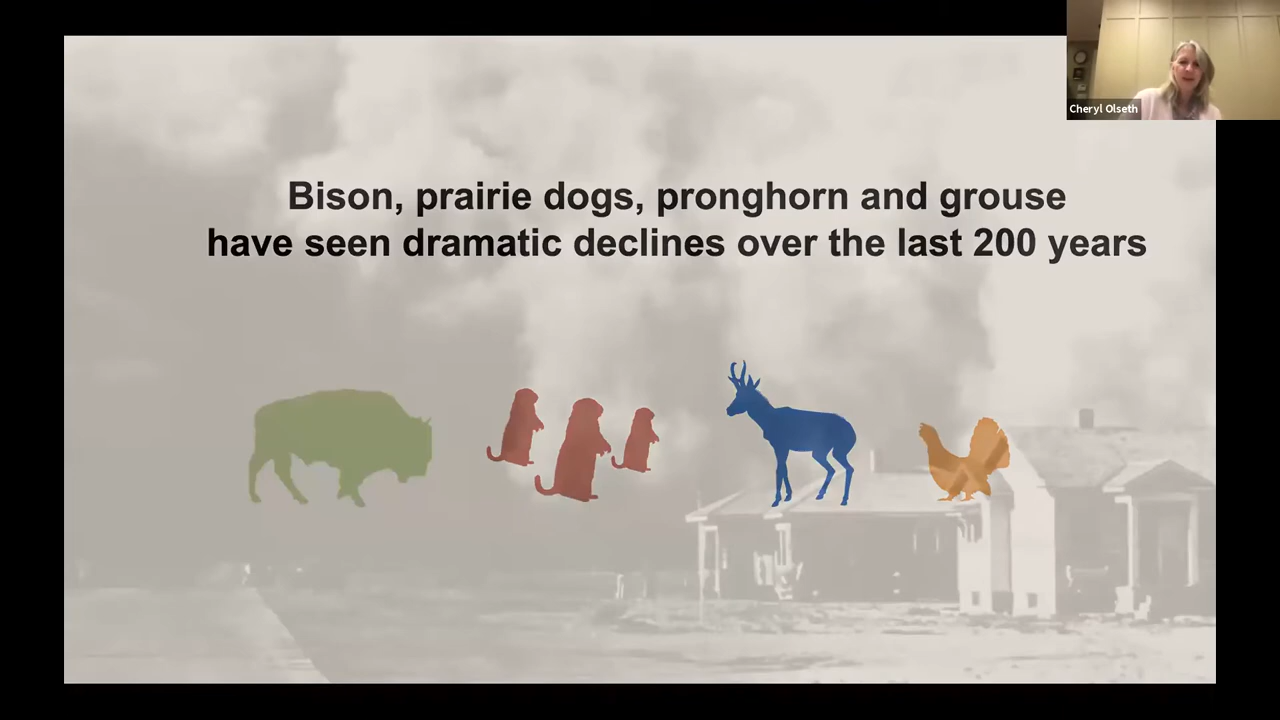 Bison, prairie dogs, pronghorn and grouse
have seen dramatic declines over the last 200 years
Cheryl Olseth